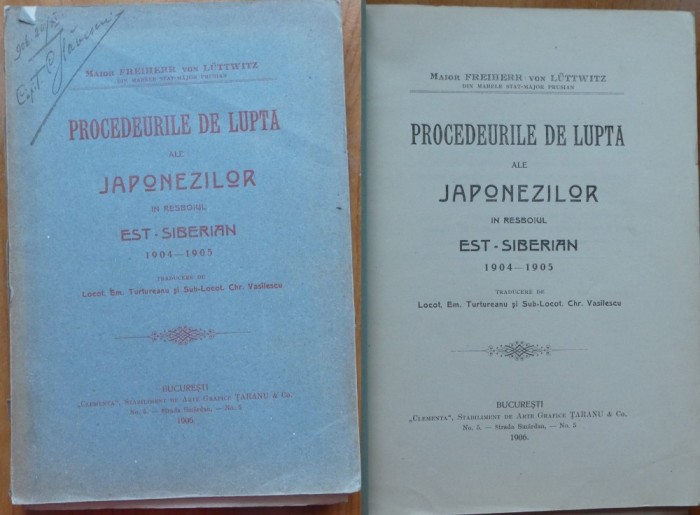 Maior FREIHERR von LÜTTWITZ
DIN MARELE STAT-MAJOR PRUSIAN
PROCEDEURILE DE LUPTA
ALE
JAPONEZILOR
IN RESBOIUL
EST-SIBERIAN
1904—1905
TRADUCERE DE
Locot. Em. Turtureanu și Sub-Locot. Chr. Vasilescu
BUCUREȘTI
„Clementa“, Stabiliment de Arte Grafice ȚARANU & Co.
No. 5. — Strada Smârdan, — No. 5
1906
Maior FREIHERR von LÜTTWITZ
DIN MARELE STAT-MAJOR PRUSIAN
PROCEDEURILE DE LUPTA
ALE
JAPONEZILOR
IN RESBOIUL
EST-SIBERIAN
1904—1905
TRADUCERE DE
Locot. Em. Turtureanu și Sub-Locot. Chr. Vasilescu
BUCUREȘTI
„Clementa“, Stabiliment de Arte Grafice ȚARANU & Co.
No. 5. — Strada Smârdan, — No. 5
1906.